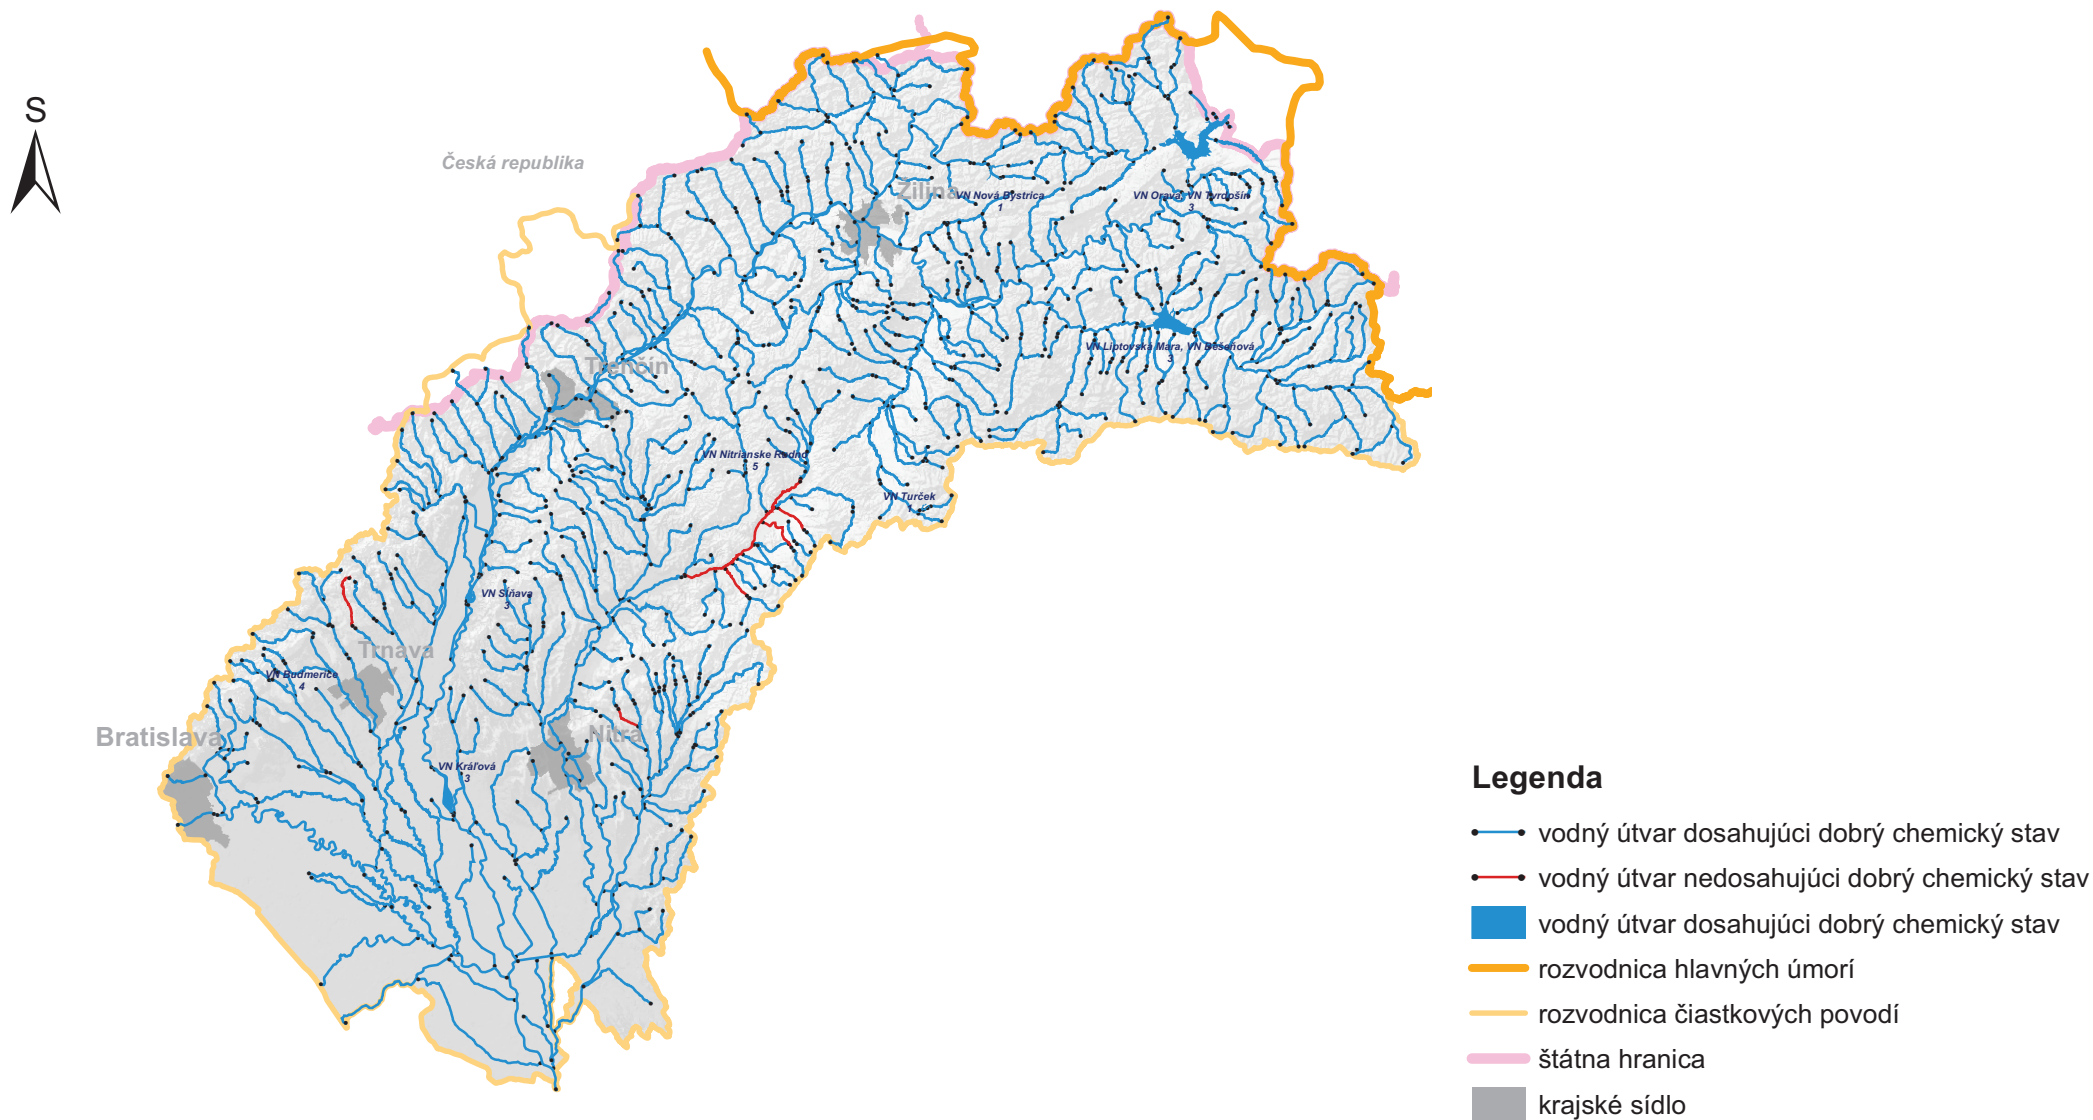 S
Česká republika
Žilina
VN Nová Bystrica
1
VN Orava, VN Tvrdošín
3
VN Liptovská Mara, VN Bešeňová
3
Trenčín
VN Nitrianske Rudno
5
VN Turček
1
VN Sĺňava
3
Trnava
VN Budmerice
4
Bratislava
Nitra
VN Kráľová
3
Legenda
vodný útvar dosahujúci dobrý chemický stav
vodný útvar nedosahujúci dobrý chemický stav
vodný útvar dosahujúci dobrý chemický stav
rozvodnica hlavných úmorí
rozvodnica čiastkových povodí
štátna hranica
krajské sídlo